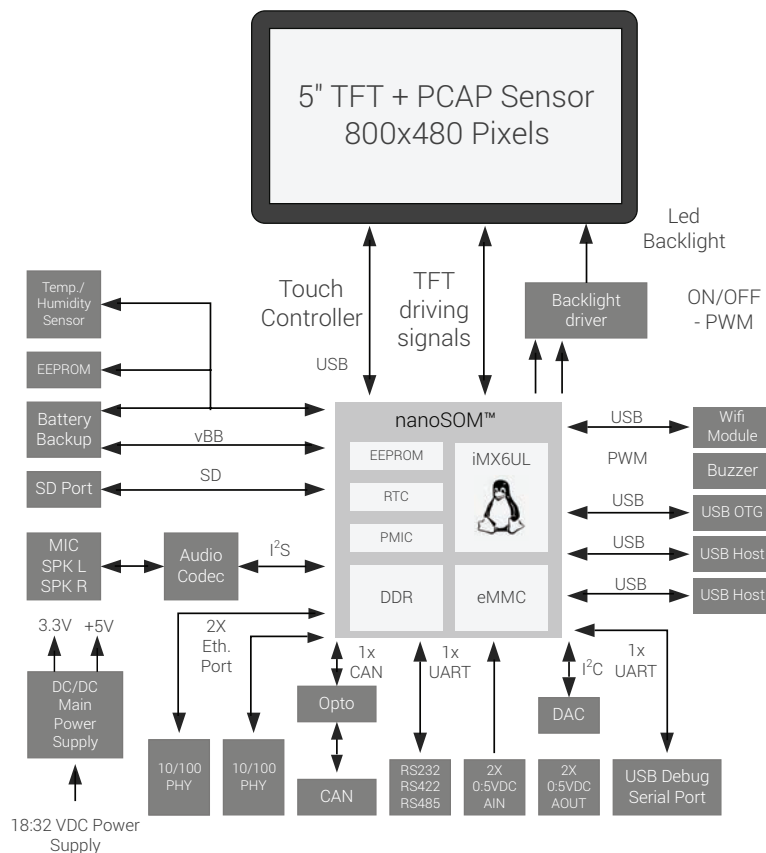 5" TFT + PCAP Sensor
800x480 Pixels
Led
Backlight
Temp./
Humidity
Sensor
Touch
Controller
TFT
driving
signals
Backlight
driver
ON/OFF
- PWM
USB
EEPROM
Battery
Backup
vBB
SD Port
SD
nanoSOM™
EEPROM
RTC
PMIC
iMX6UL
DDR
eMMC
USB
Wifi
Module
PWM
Buzzer
USB
USB OTG
USB
USB Host
USB
USB Host
MIC
SPK L
SPK R
Audio
Codec
I²S
3.3V
+5V
2X
Eth.
Port
1x
CAN
1x
UART
I²C
1x
UART
DC/DC
Main
Power
Supply
Opto
DAC
10/100
PHY
10/100
PHY
CAN
RS232
RS422
RS485
2X
0:5VDC
AIN
2X
0:5VDC
AOUT
USB Debug
Serial Port
18:32 VDC Power
Supply